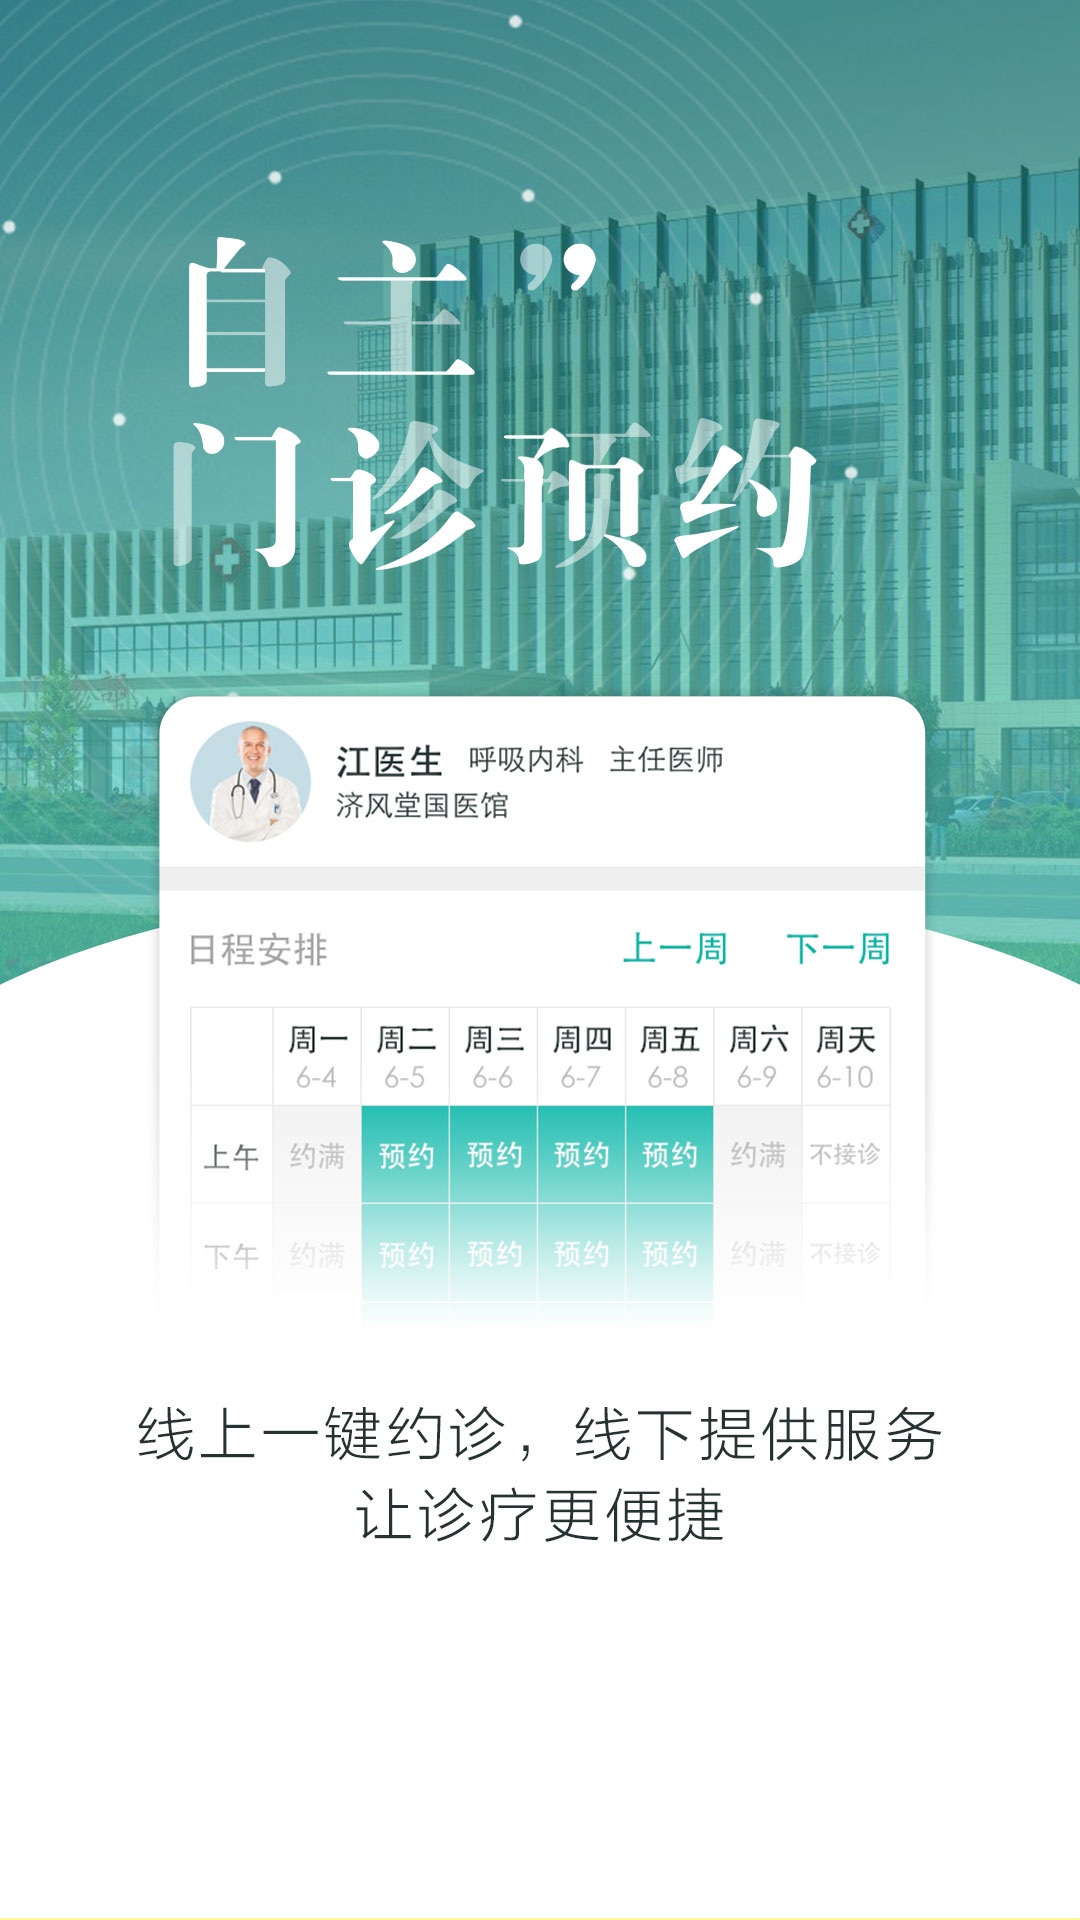 自主”
门诊预约
江医生 呼吸内科 主任医师
济风堂国医馆
日程安排 上一周 下一周
周一 周二 周三 周四 周五 周六 周天
6-4 6-5 6-6 6-7 6-8 6-9 6-10
上午 约满 预约 预约 预约 预约 约满 不接诊
下午 约满 预约 预约 预约 预约 约满 不接诊
线上一键约诊，线下提供服务
让诊疗更便捷